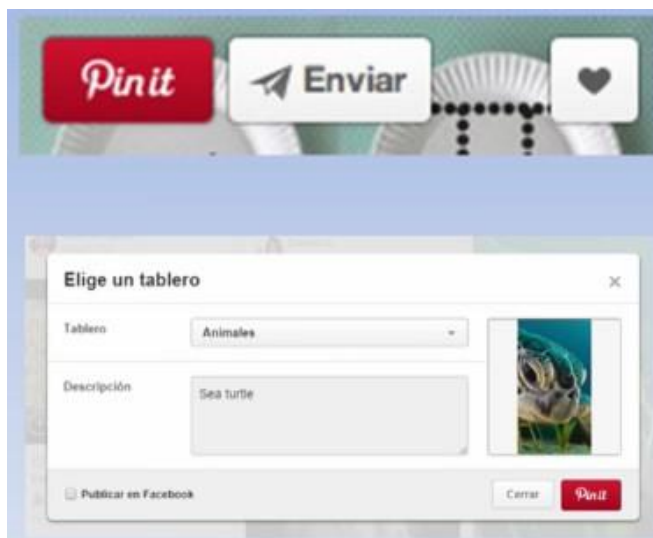 Pinit
Enviar
Elige un tablero
Tablero
Animales
Descripción
Sea turtle
Publicar en Facebook
Cerrar
Pinit